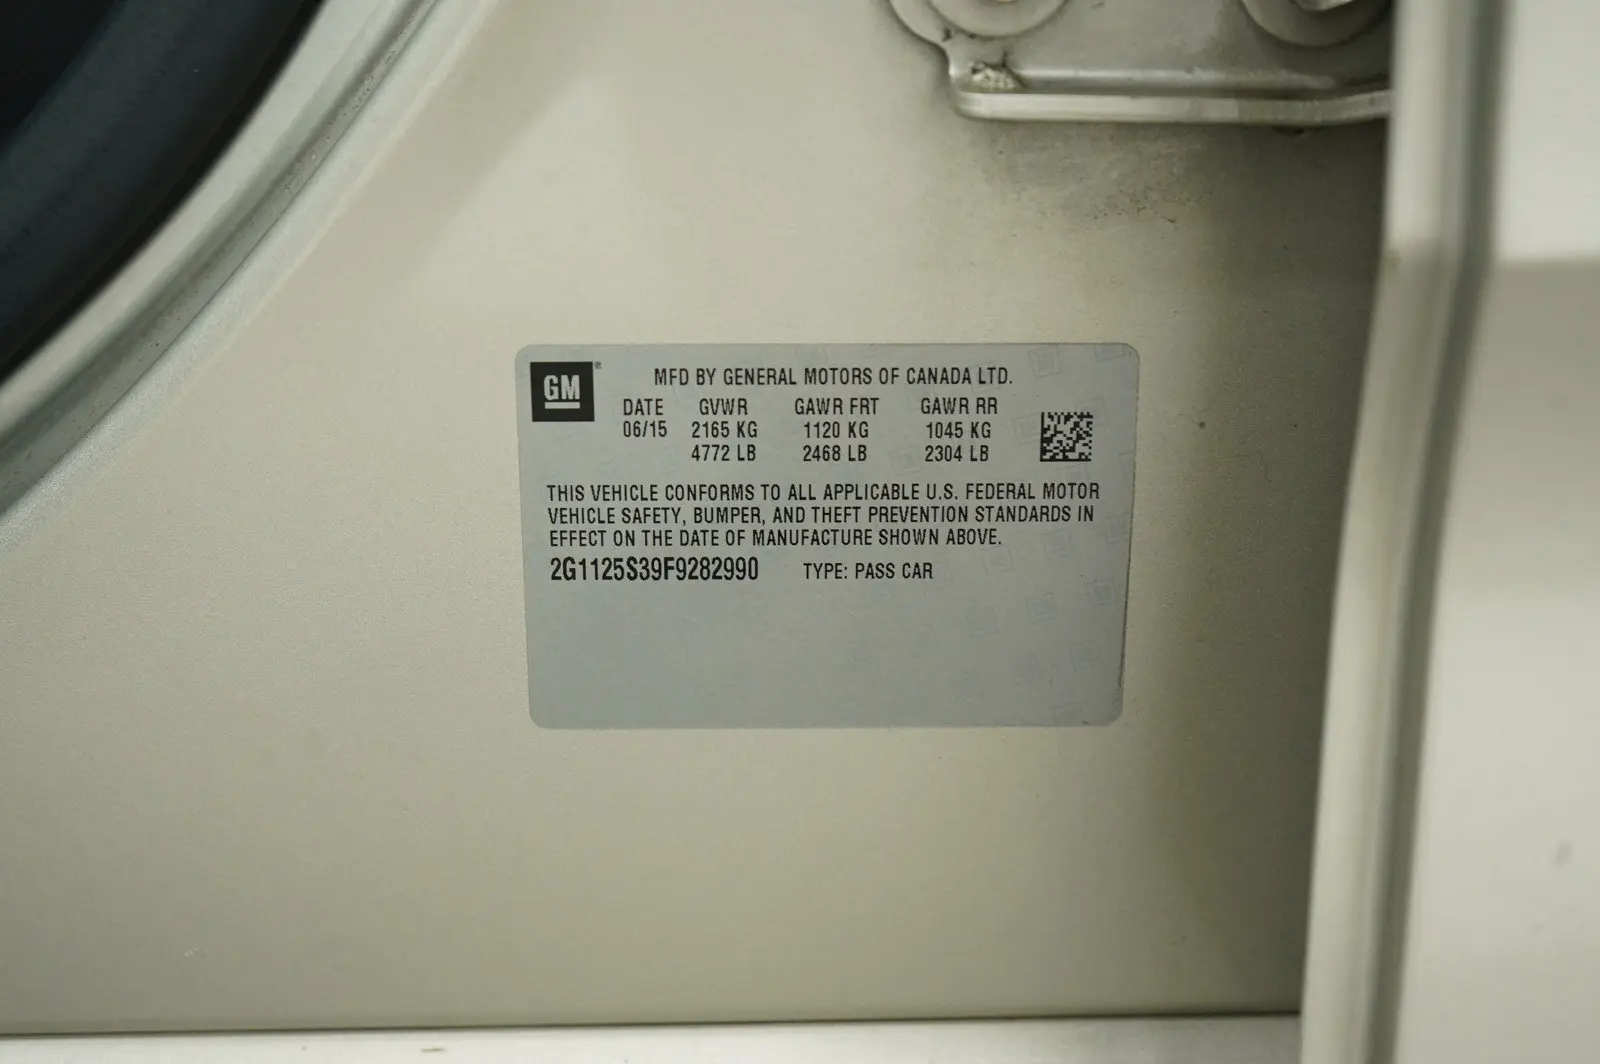 GM®
MFD BY GENERAL MOTORS OF CANADA LTD.
DATE GVWR GAWR FRT GAWR RR
06/15 2165 KG 1120 KG 1045 KG
4772 LB 2468 LB 2304 LB
THIS VEHICLE CONFORMS TO ALL APPLICABLE U.S. FEDERAL MOTOR
VEHICLE SAFETY, BUMPER, AND THEFT PREVENTION STANDARDS IN
EFFECT ON THE DATE OF MANUFACTURE SHOWN ABOVE.
2G1125S39F9282990 TYPE: PASS CAR